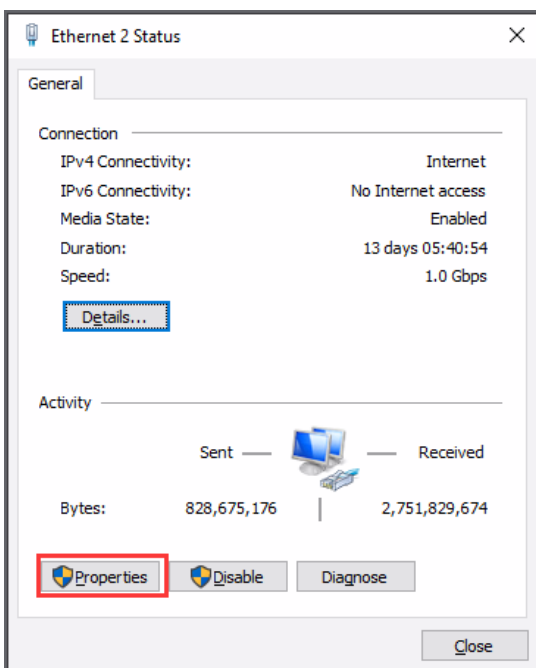 Ethernet 2 Status
General
Connection
IPv4 Connectivity: Internet
IPv6 Connectivity: No Internet access
Media State: Enabled
Duration: 13 days 05:40:54
Speed: 1.0 Gbps
Details...
Activity
Sent Received
Bytes: 828,675,176 2,751,829,674
Properties Disable Diagnose
Close